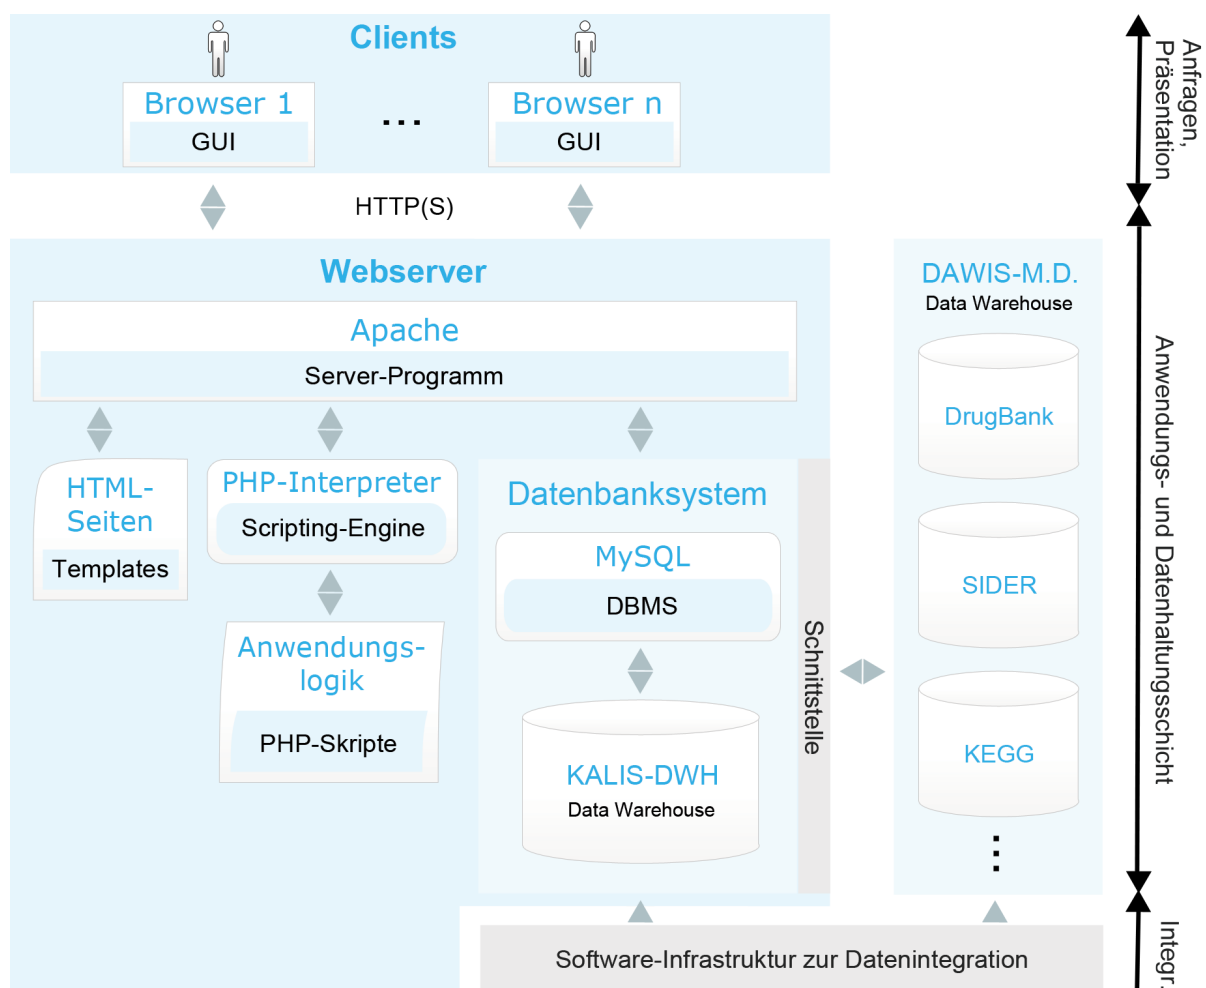 Clients
Browser 1
GUI
...
Browser n
GUI
HTTP(S)
Anfragen,
Präsentation
Webserver
Apache
Server-Programm
HTML-
Seiten
Templates
PHP-Interpreter
Scripting-Engine
Anwendungs-
logik
PHP-Skripte
Datenbanksystem
MySQL
DBMS
KALIS-DWH
Data Warehouse
Schnittstelle
DAWIS-M.D.
Data Warehouse
DrugBank
SIDER
KEGG
...
Anwendungs- und Datenhaltungsschicht
Software-Infrastruktur zur Datenintegration
Integr.